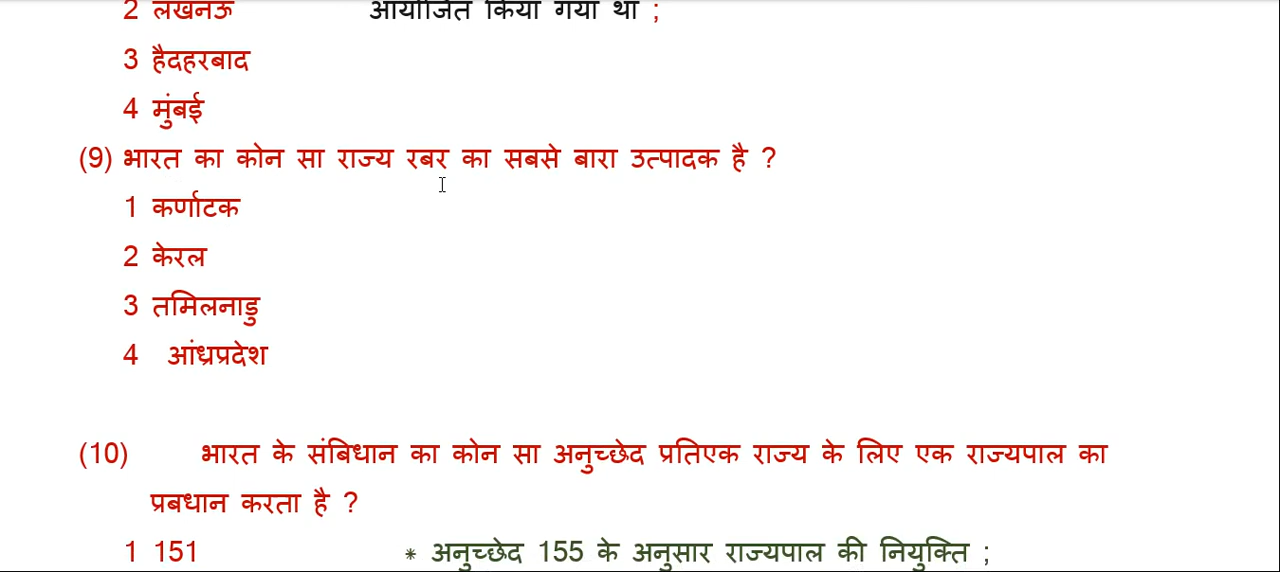 2 लखनऊ आयोजित किया गया था ;
3 हैदहरबाद
4 मुंबई
(9) भारत का कोन सा राज्य रबर का सबसे बारा उत्पादक है ?
1 कर्णाटक
2 केरल
3 तमिलनाडु
4 आंध्रप्रदेश
(10) भारत के संबिधान का कोन सा अनुच्छेद प्रतिएक राज्य के लिए एक राज्यपाल का
प्रबधान करता है ?
1 151 * अनुच्छेद 155 के अनुसार राज्यपाल की नियुक्ति ;